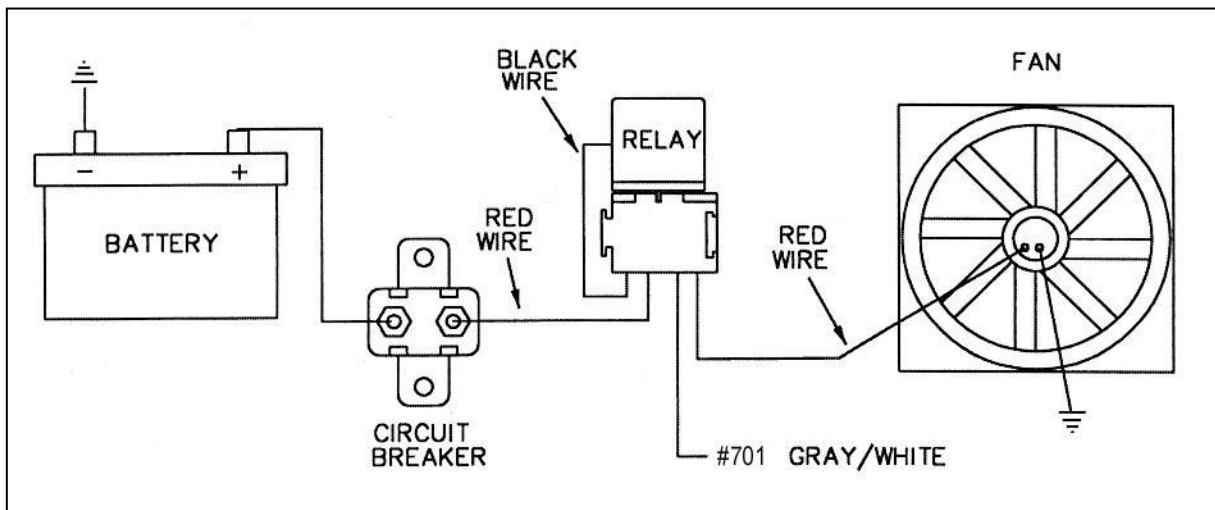 BLACK
WIRE
FAN
RELAY
−
+
BATTERY
RED
WIRE
RED
WIRE
CIRCUIT
BREAKER
#701 GRAY/WHITE